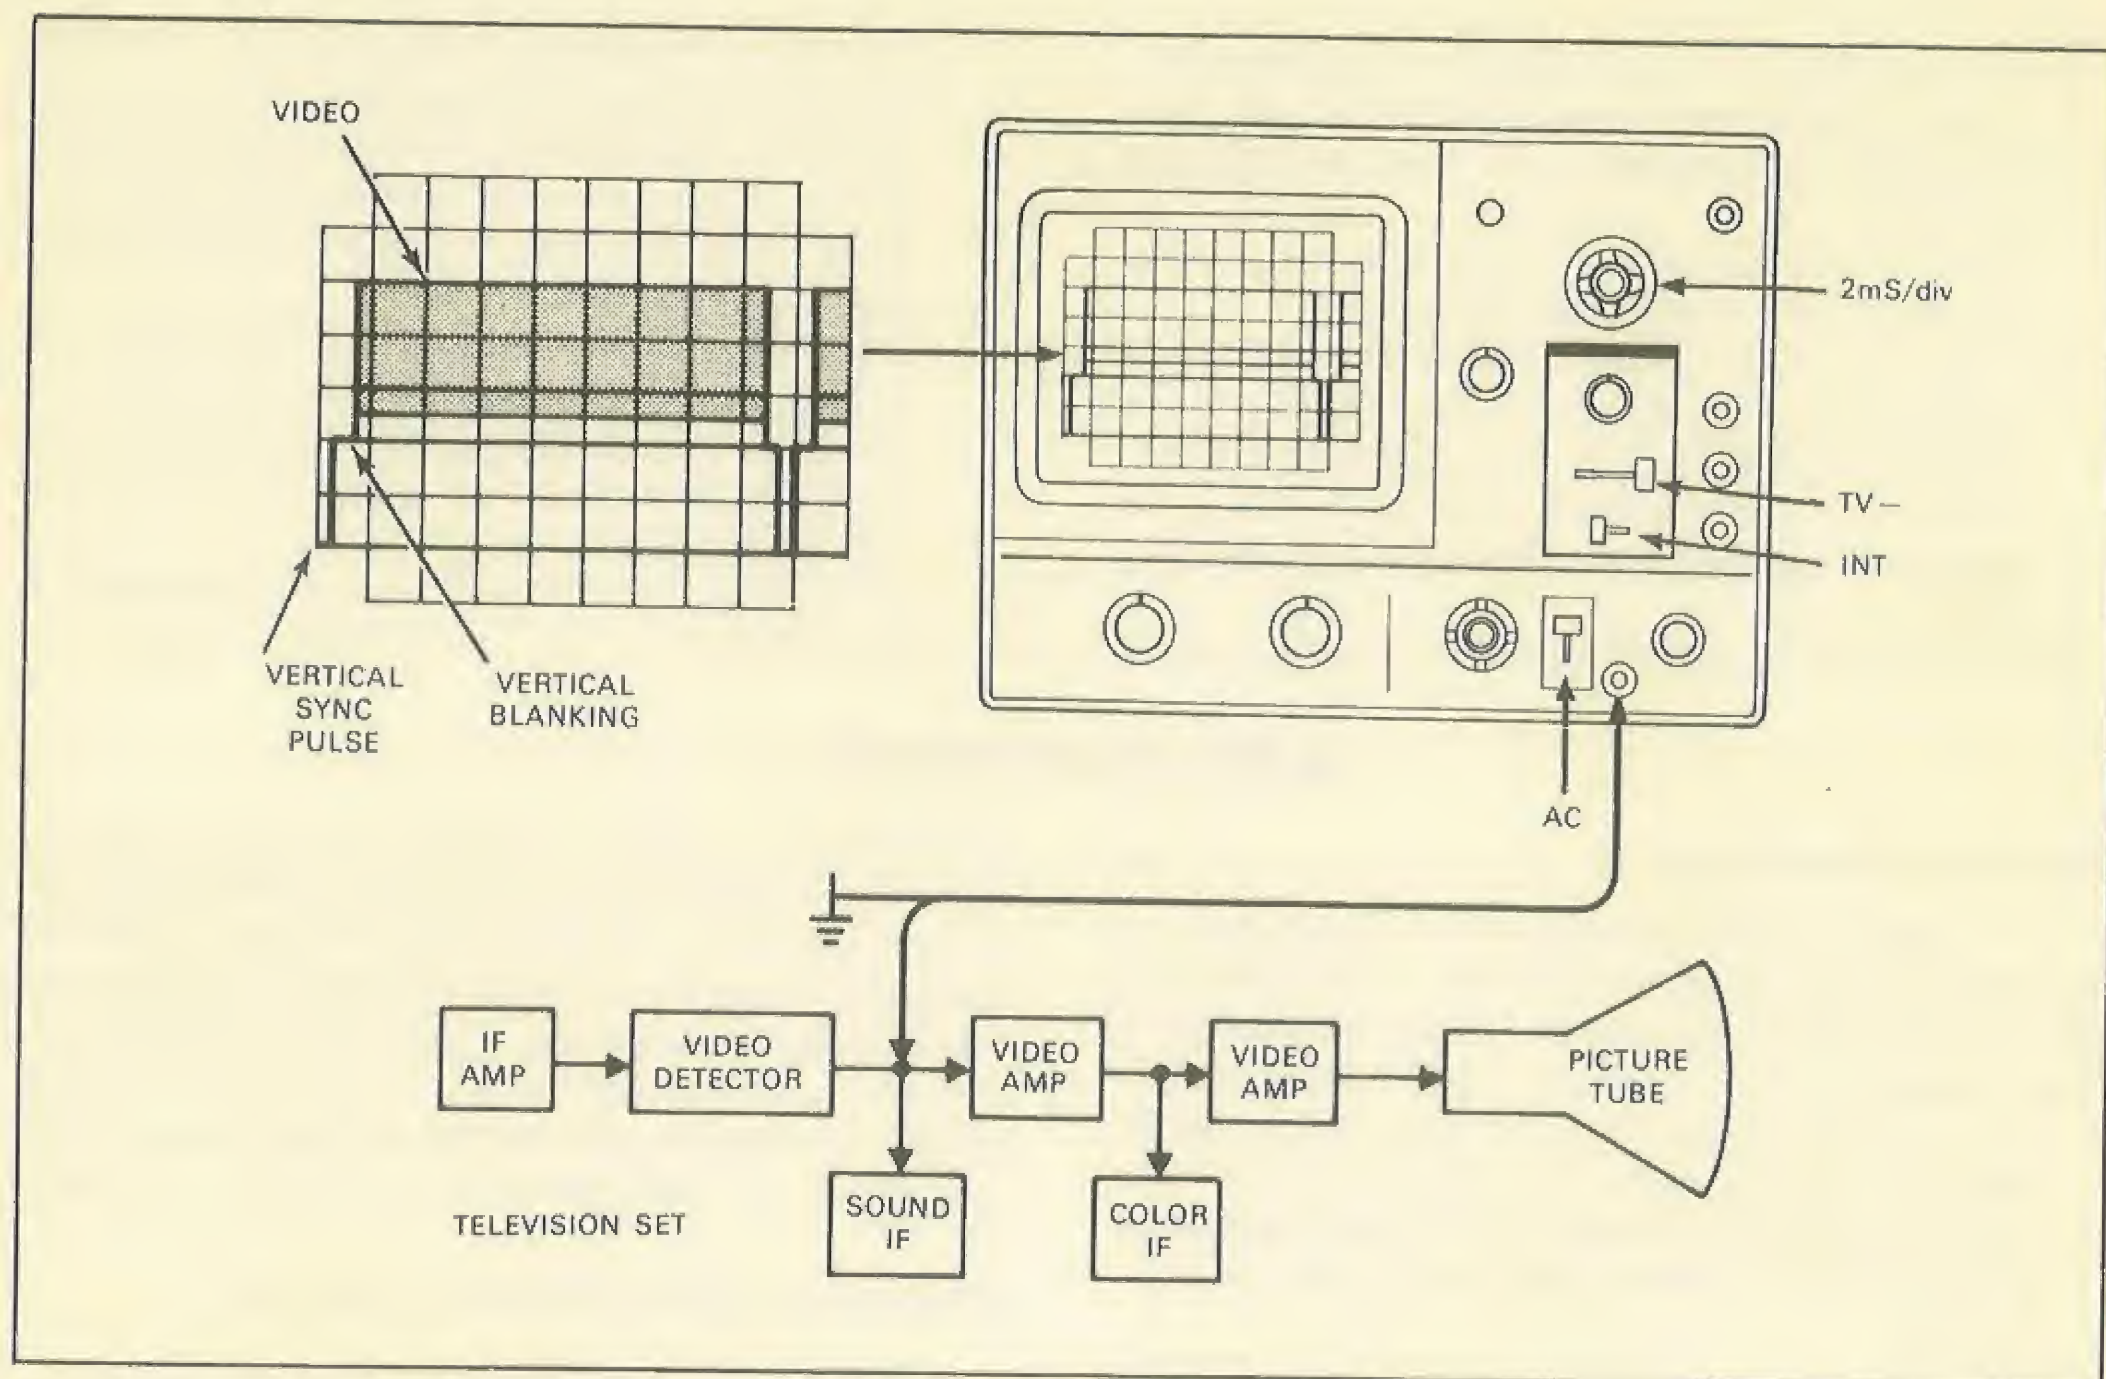 VIDEO
2mS/div
TV –
INT
VERTICAL
SYNC
PULSE
VERTICAL
BLANKING
AC
IF
AMP
VIDEO
DETECTOR
VIDEO
AMP
VIDEO
AMP
PICTURE
TUBE
SOUND
IF
COLOR
IF
TELEVISION SET